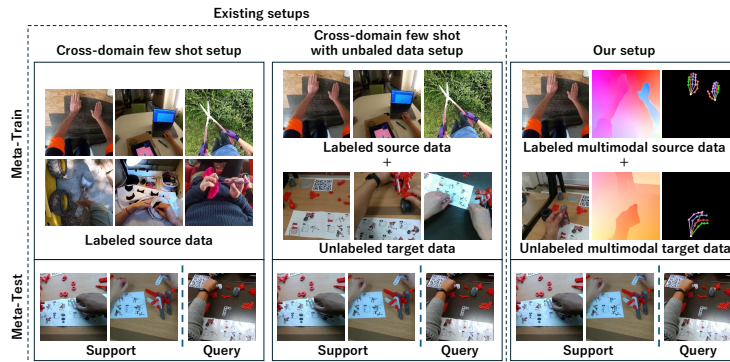 Existing setups
Cross-domain few shot setup
Cross-domain few shot
with unbaled data setup
Our setup
Meta-Train
Labeled source data
Labeled source data
+
Unlabeled target data
Labeled multimodal source data
+
Unlabeled multimodal target data
Meta-Test
Support
Query
Support
Query
Support
Query